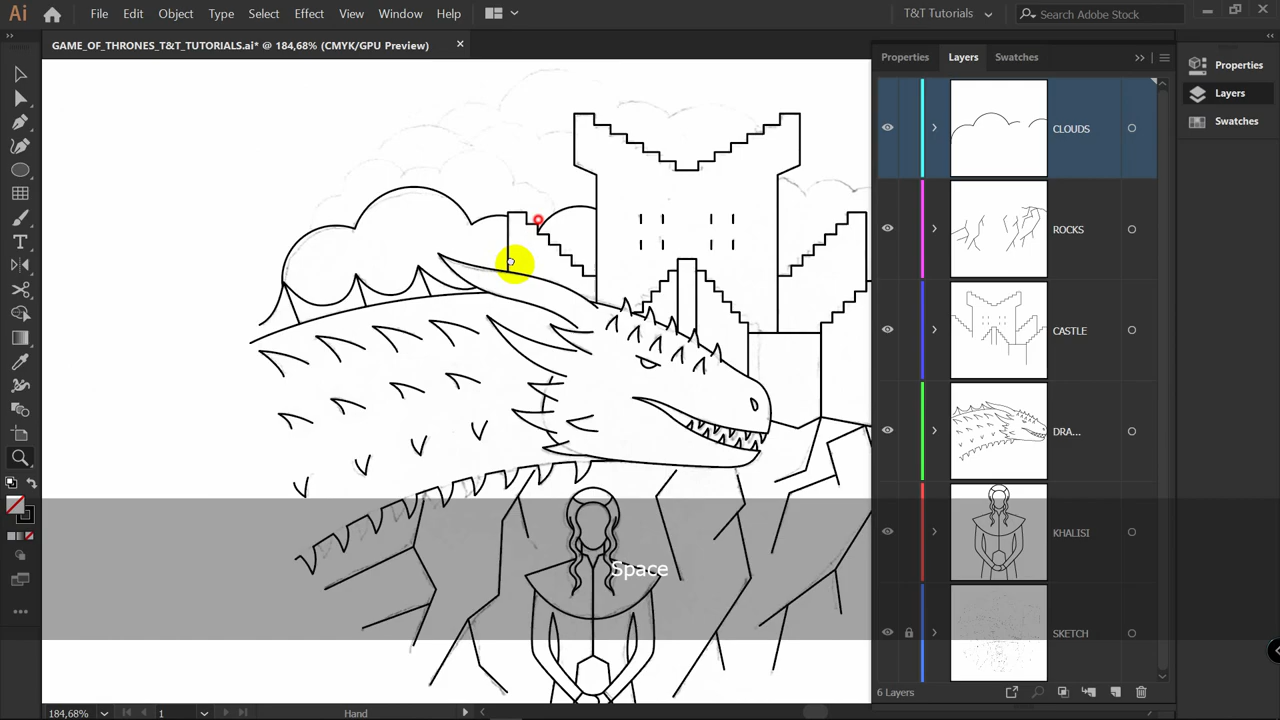 Ai File Edit Object Type Select Effect View Window Help T&T Tutorials Search Adobe Stock
GAME_OF_THRONES_T&T_TUTORIALS.ai* @ 184,68% (CMYK/GPU Preview)
Properties Layers Swatches
Properties
Layers
Swatches
CLOUDS
ROCKS
CASTLE
DRA...
KHALISI
Space
SKETCH
6 Layers
184,68% 1 Hand